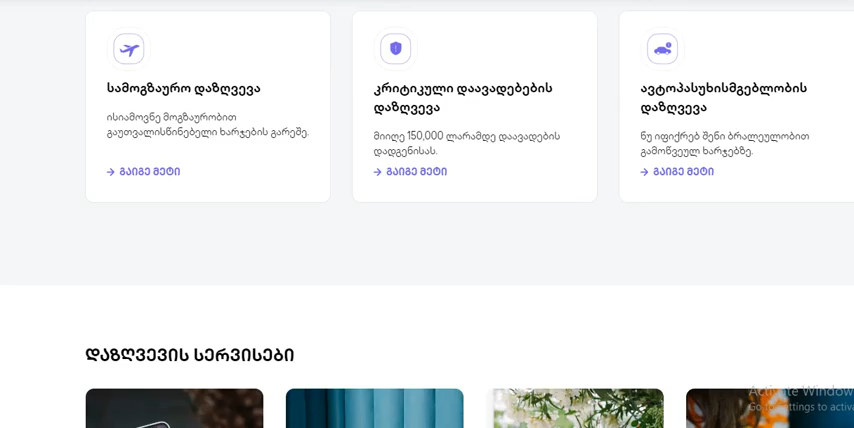 სამოგზაურო დაზღვევა
ისიამოვნე მოგზაურობით
გაუთვალისწინებელი ხარჯების გარეშე.
გაიგე მეტი
კრიტიკული დაავადებების
დაზღვევა
მიიღე 150,000 ლარამდე დაავადების
დადგენისას.
გაიგე მეტი
ავტოპასუხისმგებლობის
დაზღვევა
ნუ იფიქრებ შენი ბრალეულობით
გამოწვეულ ხარჯებზე.
გაიგე მეტი
დაზღვევის სერვისები
Activate Window
Go to Settings to activa